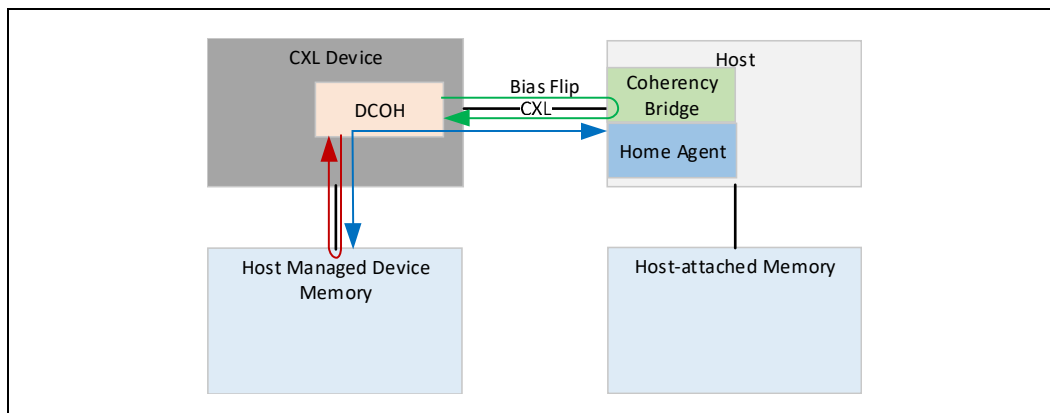 CXL Device
Host
DCOH
Bias Flip
CXL
Coherency
Bridge
Home Agent
Host Managed Device
Memory
Host-attached Memory